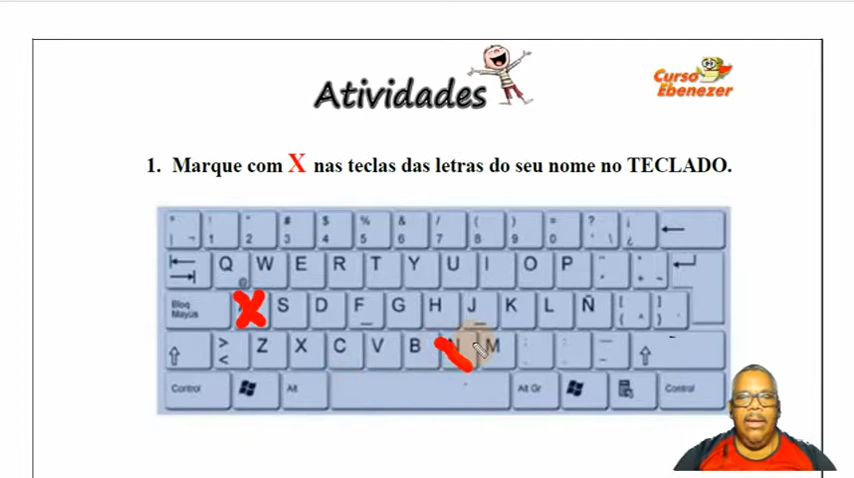 Atividades
Curso
Ebenezer
1. Marque com X nas teclas das letras do seu nome no TECLADO.
! " # $ % & / ( ) = ? ¡
| ¬ 1 2 3 4 5 6 7 8 9 0 ' \ ¿
Q W E R T Y U I O P
@
Bloq
Mayús
S D F G H J K L Ñ [ ]
> Z X C V B N M
<
Control Alt Alt Gr Control